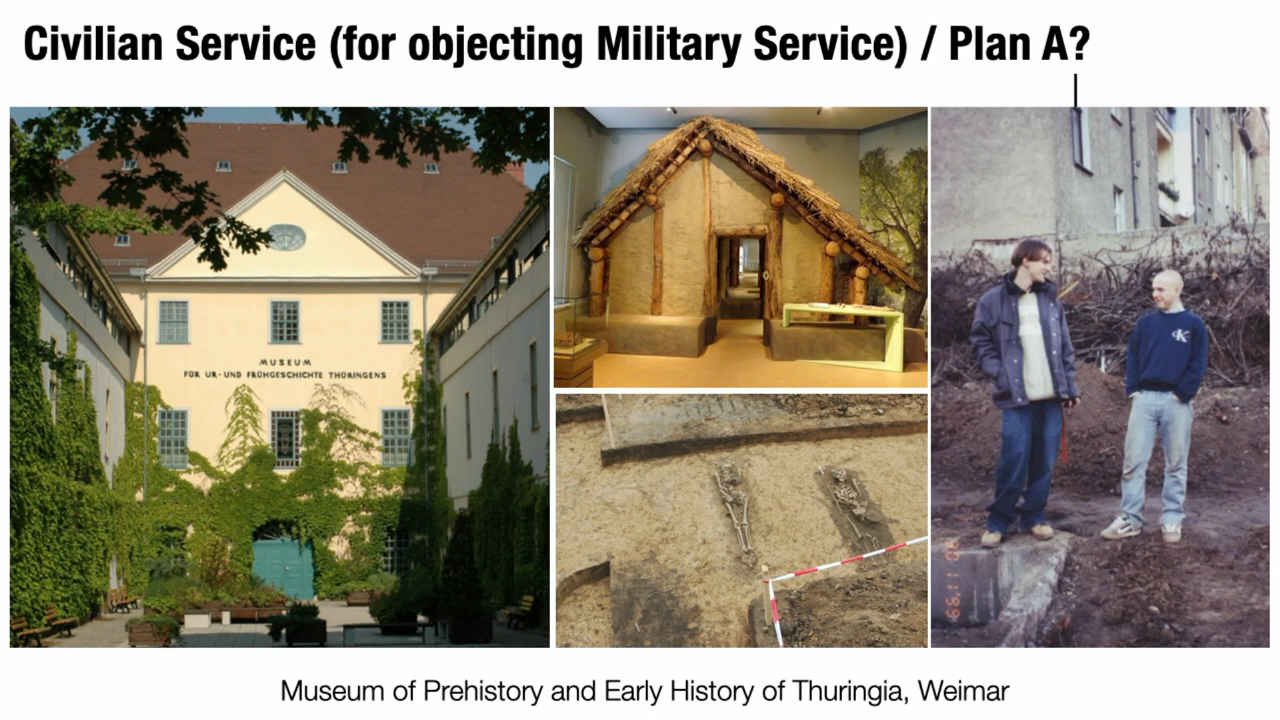 Civilian Service (for objecting Military Service) / Plan A?
MUSEUM
FÜR UR- UND FRÜHGESCHICHTE THÜRINGENS
CK
Museum of Prehistory and Early History of Thuringia, Weimar